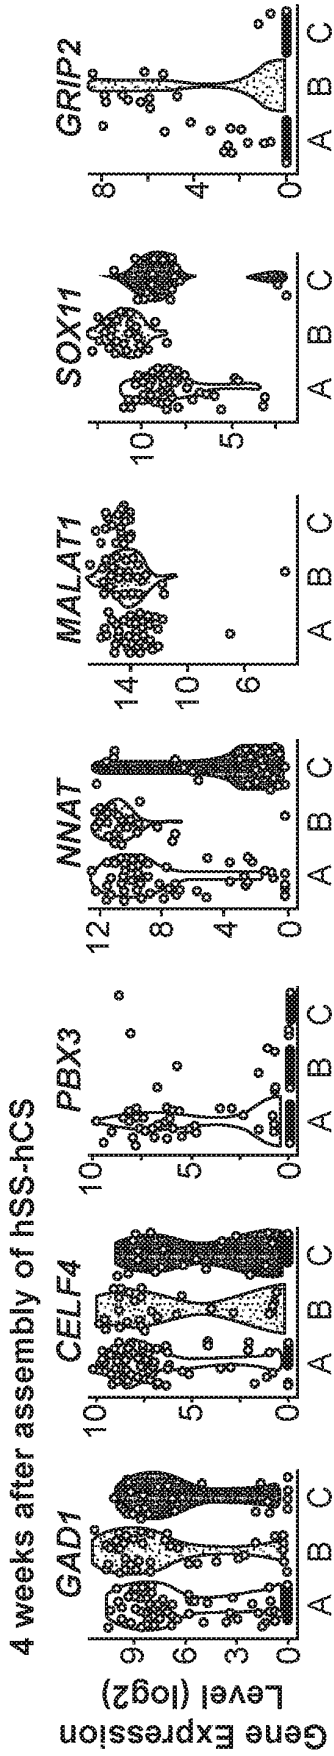 4 weeks after assembly of hSS-hCS
Gene Expression
Level (log2)
GAD1
9
6
3
0
A B C
CELF4
10
5
0
A B C
PBX3
10
0
A B C
NNAT
12
8
4
0
A B C
MALAT1
14
10
6
A B C
SOX11
10
5
A B C
GRIP2
8
4
0
A B C